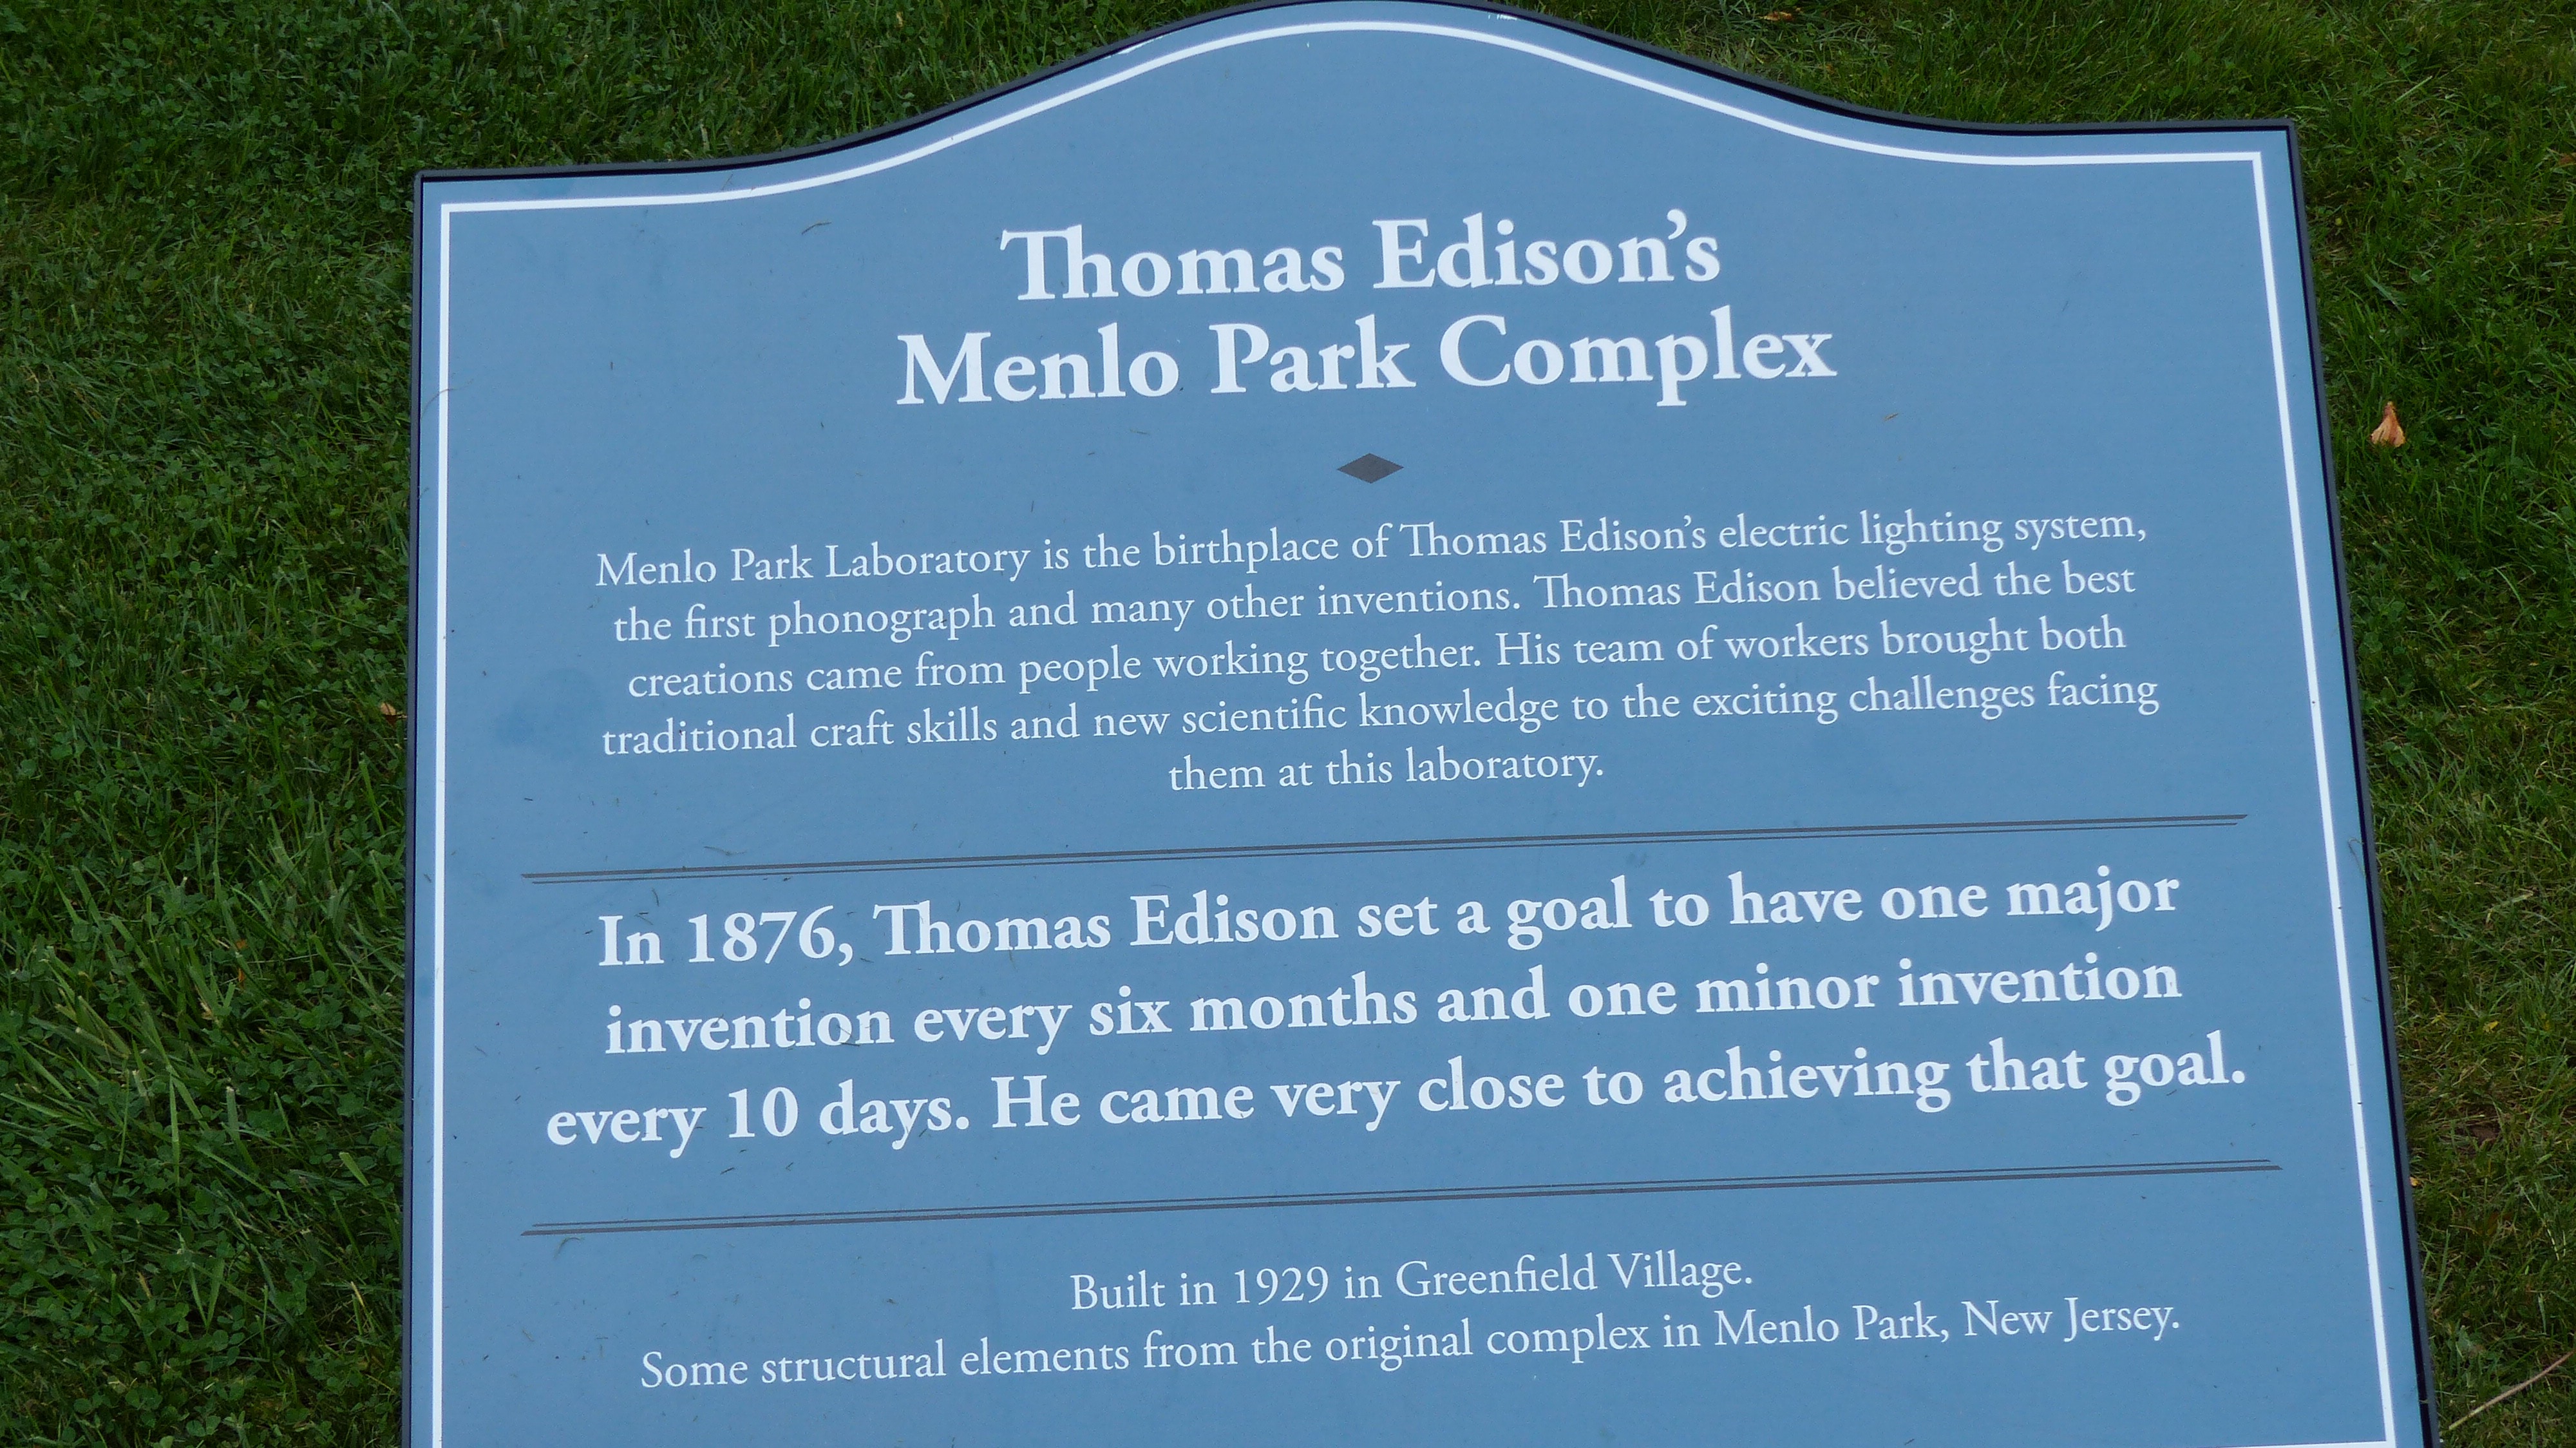 Thomas Edison’s
Menlo Park Complex
Menlo Park Laboratory is the birthplace of Thomas Edison’s electric lighting system,
the first phonograph and many other inventions. Thomas Edison believed the best
creations came from people working together. His team of workers brought both
traditional craft skills and new scientific knowledge to the exciting challenges facing
them at this laboratory.
In 1876, Thomas Edison set a goal to have one major
invention every six months and one minor invention
every 10 days. He came very close to achieving that goal.
Built in 1929 in Greenfield Village.
Some structural elements from the original complex in Menlo Park, New Jersey.